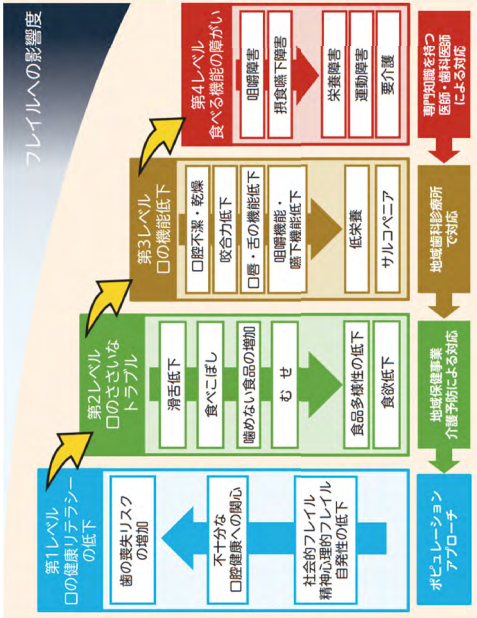 フレイルへの影響度
第1レベル
口の健康リテラシー
の低下
歯の喪失リスク
の増加
不十分な
口腔健康への関心
社会的フレイル
精神心理的フレイル
自発性の低下
ポピュレーション
アプローチ
第2レベル
口のささいな
トラブル
滑舌低下
食べこぼし
噛めない食品の増加
むせ
食品多様性の低下
食欲低下
地域保健事業
介護予防による対応
第3レベル
口の機能低下
口腔不潔・乾燥
咬合力低下
口唇・舌の機能低下
咀嚼機能・
嚥下機能低下
低栄養
サルコペニア
地域歯科診療所
で対応
第4レベル
食べる機能の障がい
咀嚼障害
摂食嚥下障害
栄養障害
運動障害
要介護
専門知識を持つ
医師・歯科医師
による対応